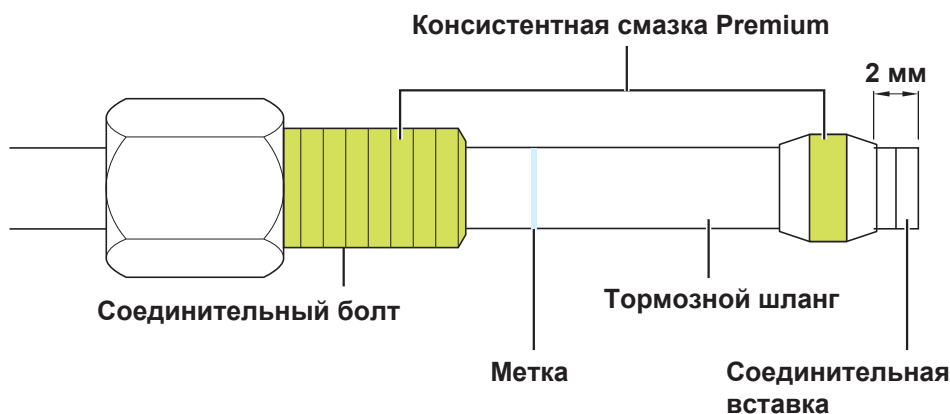 Консистентная смазка Premium
2 мм
Соединительный болт
Тормозной шланг
Метка
Соединительная
вставка